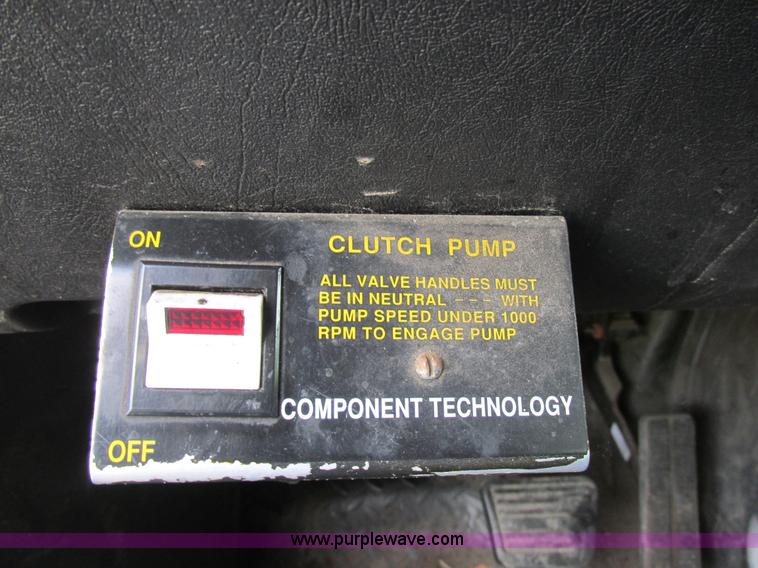 ON
CLUTCH PUMP
ALL VALVE HANDLES MUST
BE IN NEUTRAL --- WITH
PUMP SPEED UNDER 1000
RPM TO ENGAGE PUMP
COMPONENT TECHNOLOGY
OFF
www.purplewave.com